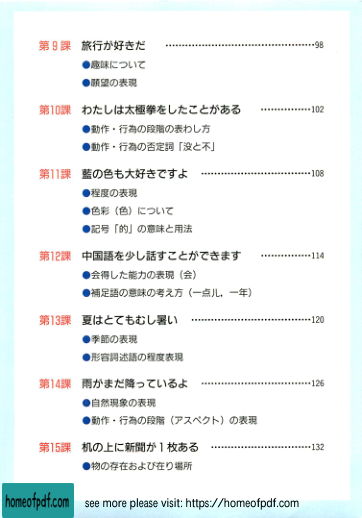 第9課 旅行が好きだ ………………………………………98
●趣味について
●願望の表現
第10課 わたしは太極拳をしたことがある ……………102
●動作・行為の段階の表わし方
●動作・行為の否定詞「没と不」
第11課 藍の色も大好きですよ ……………………………108
●程度の表現
●色彩（色）について
●記号「的」の意味と用法
第12課 中国語を少し話すことができます ……………114
●会得した能力の表現（会）
●補足語の意味の考え方（一点儿，一年）
第13課 夏はとてもむし暑い ………………………………120
●季節の表現
●形容詞述語の程度表現
第14課 雨がまだ降っているよ ……………………………126
●自然現象の表現
●動作・行為の段階（アスペクト）の表現
第15課 机の上に新聞が1枚ある …………………………132
●物の存在および在り場所
homeofpdf.com see more please visit: https://homeofpdf.com